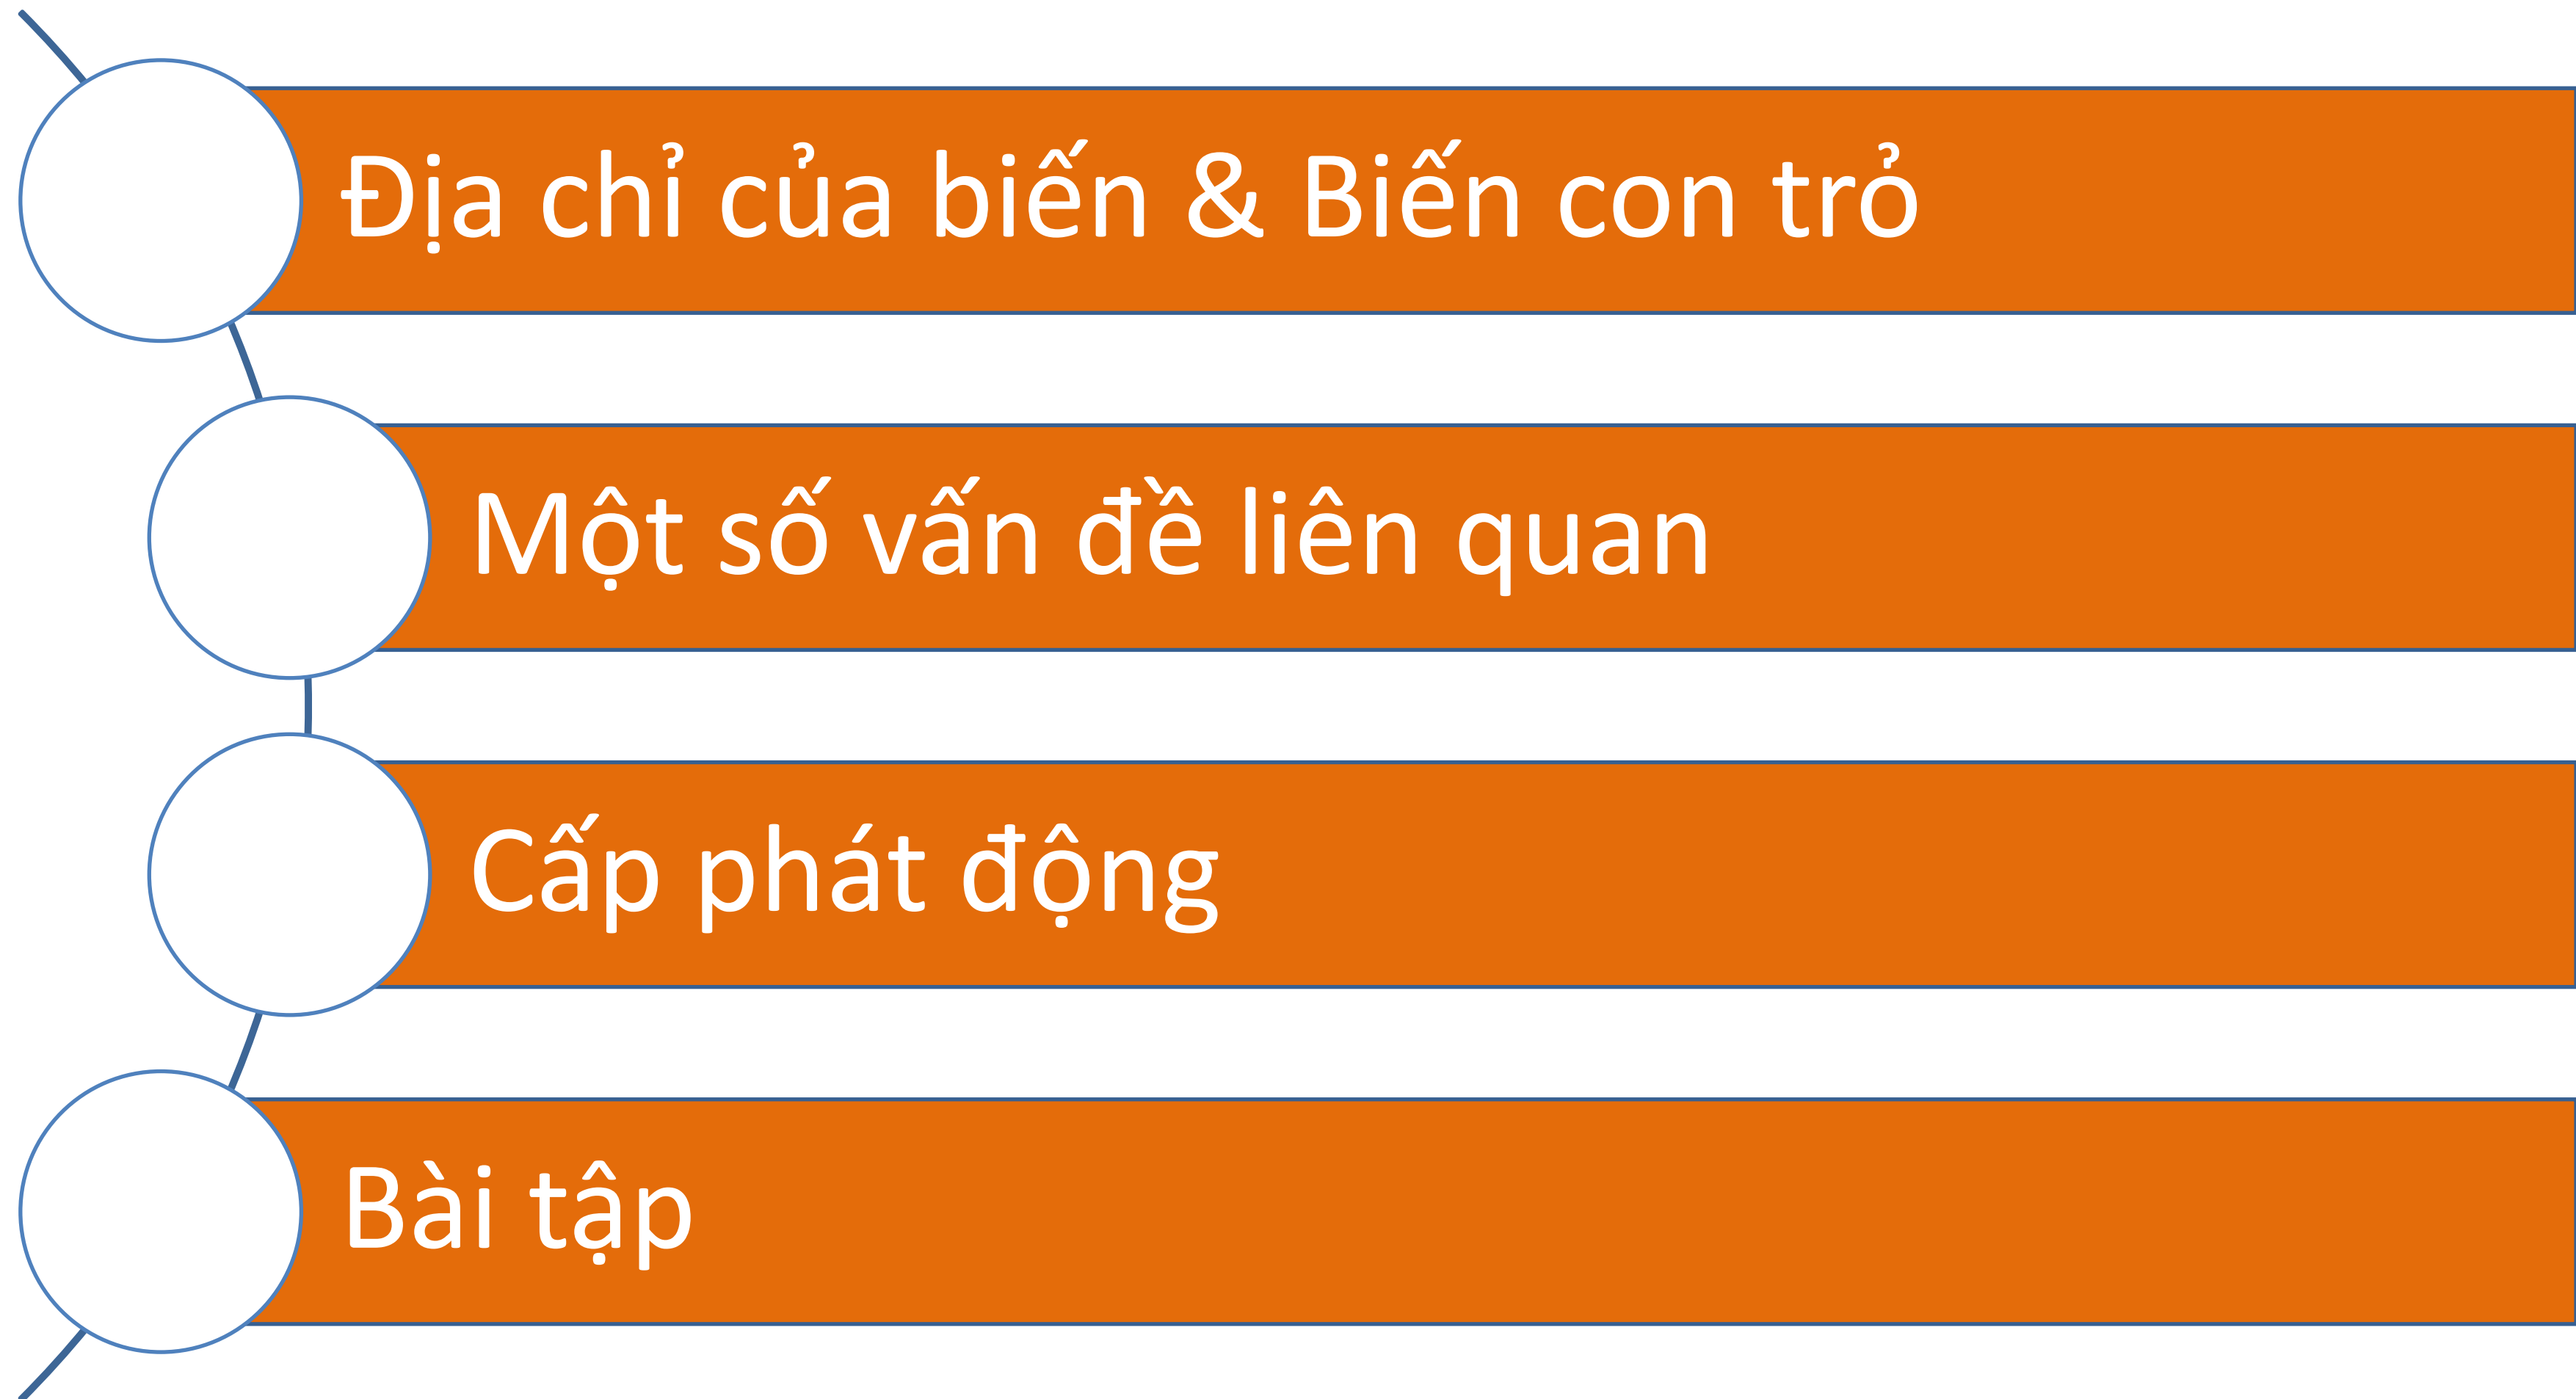 Địa chỉ của biến & Biến con trỏ
Một số vấn đề liên quan
Cấp phát động
Bài tập